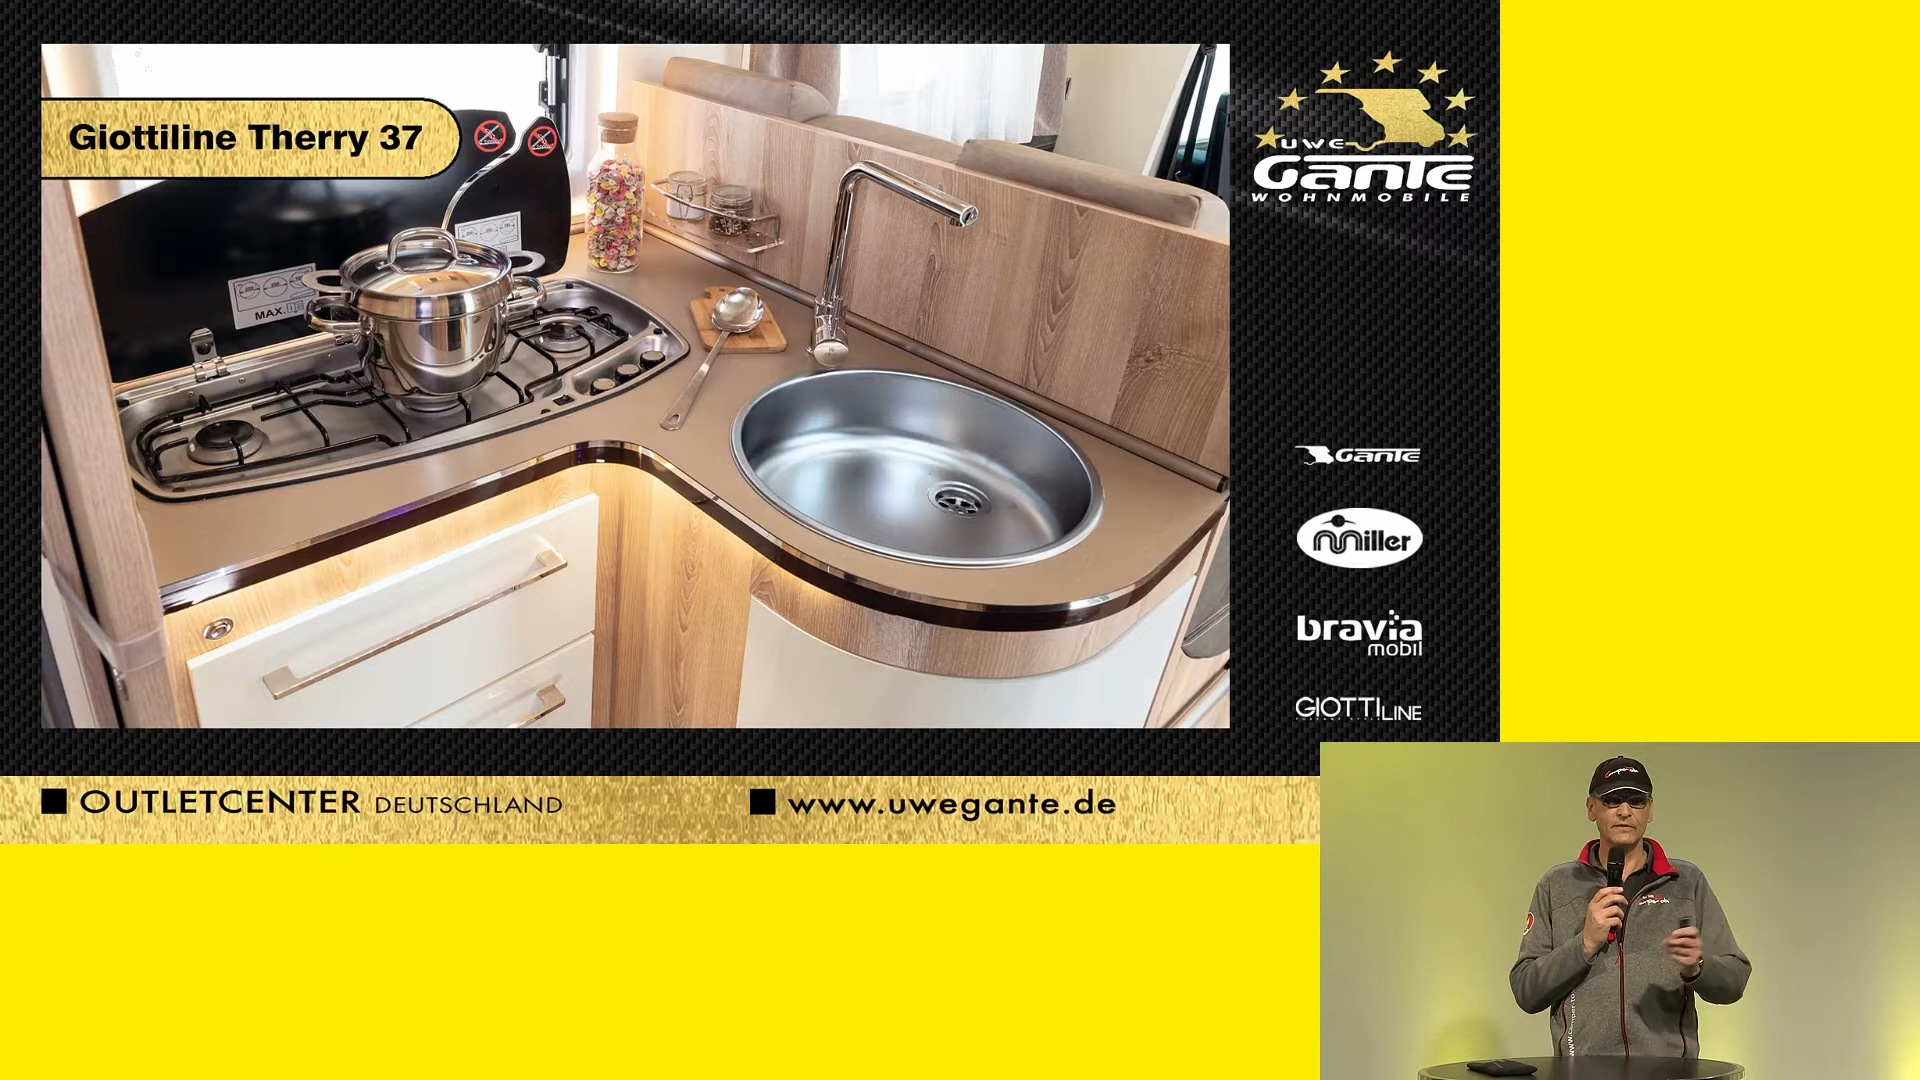 Giottiline Therry 37
MAX.
UWE
Gante
WOHNMOBILE
Gante
Miller
bravia
mobil
GIOTTILINE
OUTLETCENTER DEUTSCHLAND
www.uwegante.de